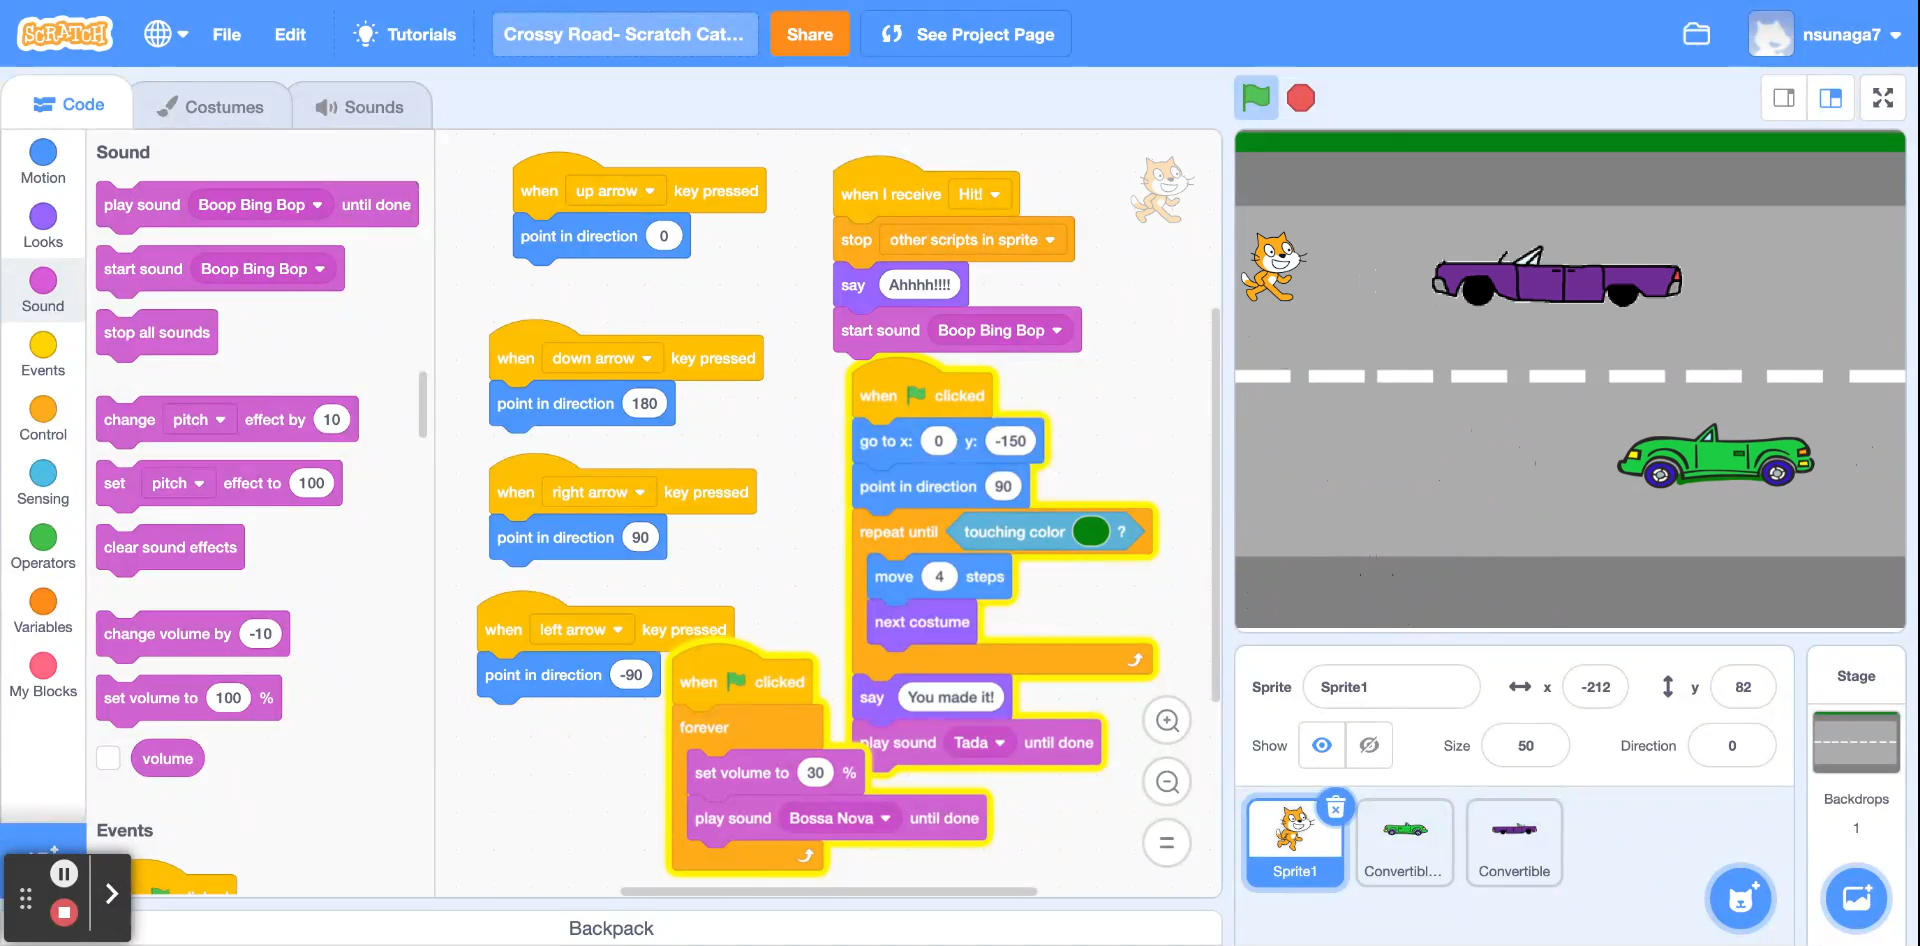 SCRATCH File Edit Tutorials Crossy Road- Scratch Cat... Share See Project Page nsunaga7
Code Costumes Sounds
Motion
Looks
Sound
Events
Control
Sensing
Operators
Variables
My Blocks
Sound
play sound Boop Bing Bop until done
start sound Boop Bing Bop
stop all sounds
change pitch effect by 10
set pitch effect to 100
clear sound effects
change volume by -10
set volume to 100 %
volume
Events
when up arrow key pressed
point in direction 0
when down arrow key pressed
point in direction 180
when right arrow key pressed
point in direction 90
when left arrow key pressed
point in direction -90
when clicked
forever
set volume to 30 %
play sound Bossa Nova until done
when I receive Hit!
stop other scripts in sprite
say Ahhhh!!!!
start sound Boop Bing Bop
when clicked
go to x: 0 y: -150
point in direction 90
repeat until touching color ?
move 4 steps
next costume
say You made it!
play sound Tada until done
Backpack
Sprite Sprite1 x -212 y 82
Show Size 50 Direction 0
Sprite1 Convertibl... Convertible
Stage
Backdrops
1